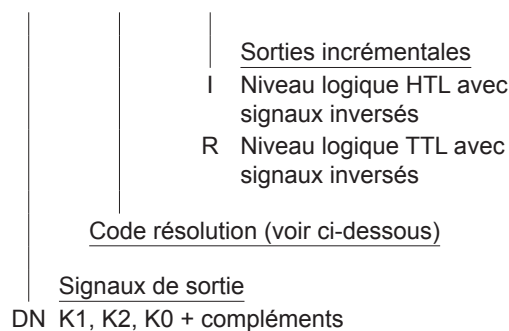 Sorties incrémentales
I Niveau logique HTL avec
signaux inversés
R Niveau logique TTL avec
signaux inversés
Code résolution (voir ci-dessous)
Signaux de sortie
DN K1, K2, K0 + compléments